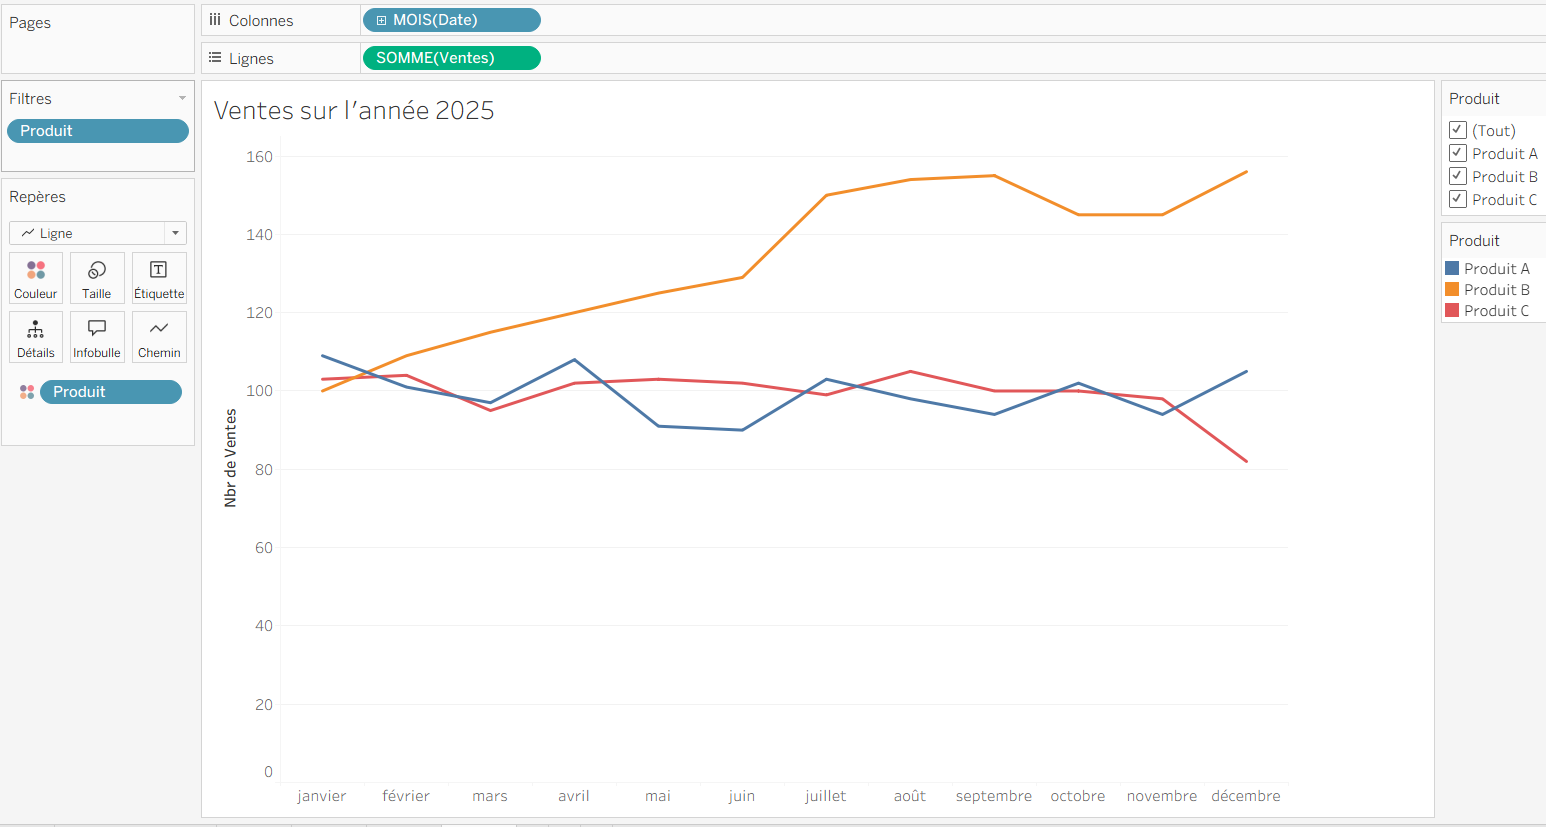 Pages
Colonnes
MOIS(Date)
Lignes
SOMME(Ventes)
Filtres
Produit
Repères
Ligne
Couleur
Taille
Étiquette
Détails
Infobulle
Chemin
Produit
Ventes sur l'année 2025
160
140
120
100
80
60
40
20
0
Nbr de Ventes
janvier
février
mars
avril
mai
juin
juillet
août
septembre
octobre
novembre
décembre
Produit
(Tout)
Produit A
Produit B
Produit C
Produit
Produit A
Produit B
Produit C